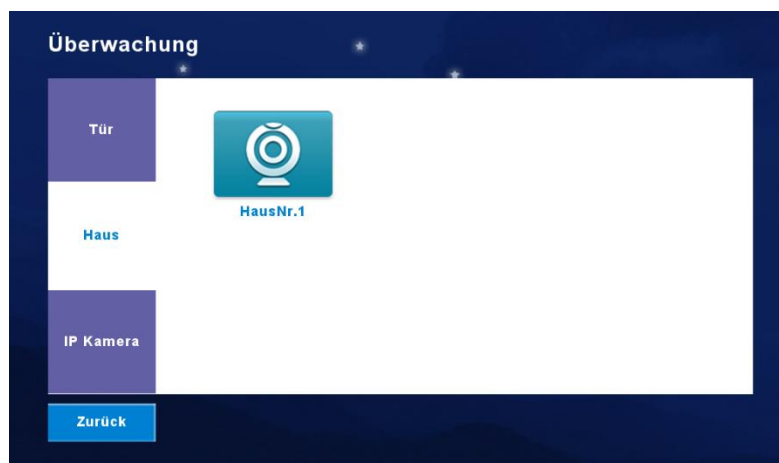 Überwachung
Tür
HausNr.1
Haus
IP Kamera
Zurück